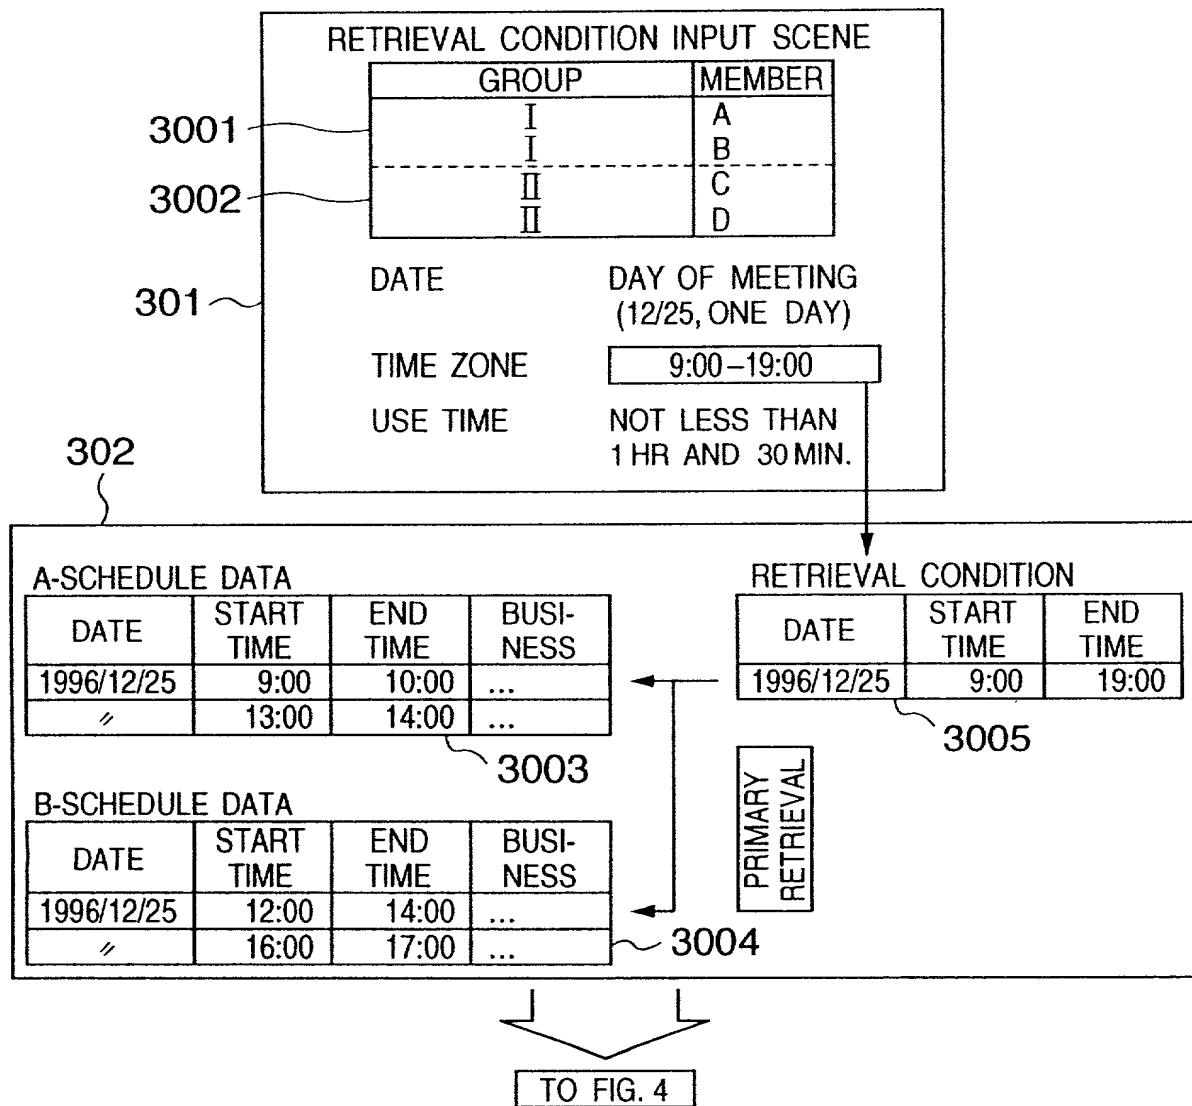 RETRIEVAL CONDITION INPUT SCENE
GROUP MEMBER
3001
I A
I B
3002
II C
II D
301
DATE DAY OF MEETING
(12/25, ONE DAY)
TIME ZONE 9:00–19:00
USE TIME NOT LESS THAN
1 HR AND 30 MIN.
302
A-SCHEDULE DATA
DATE START TIME END TIME BUSI-NESS
1996/12/25 9:00 10:00 ...
〃 13:00 14:00 ...
3003
RETRIEVAL CONDITION
DATE START TIME END TIME
1996/12/25 9:00 19:00
3005
PRIMARY
RETRIEVAL
B-SCHEDULE DATA
DATE START TIME END TIME BUSI-NESS
1996/12/25 12:00 14:00 ...
〃 16:00 17:00 ...
3004
TO FIG. 4